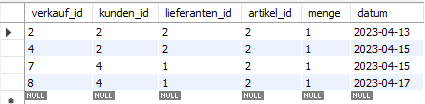 verkauf_id kunden_id lieferanten_id artikel_id menge datum
2 2 2 2 1 2023-04-13
4 2 2 2 1 2023-04-15
7 4 1 2 1 2023-04-15
8 4 1 2 1 2023-04-17
NULL NULL NULL NULL NULL NULL